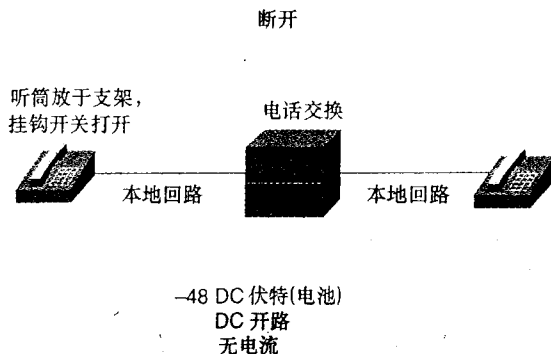 断开
听筒放于支架，
挂钩开关打开
电话交换
本地回路
本地回路
–48 DC 伏特(电池)
DC 开路
无电流